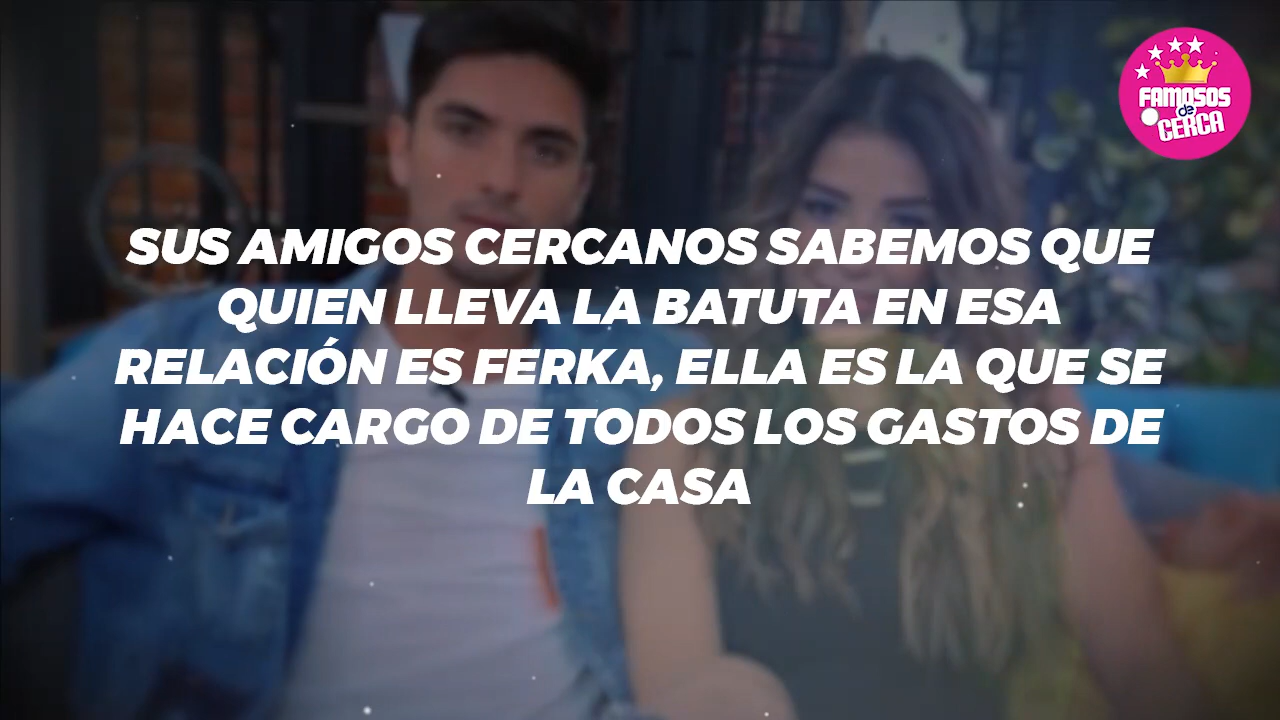 FAMOSOS
de
CERCA
SUS AMIGOS CERCANOS SABEMOS QUE
QUIEN LLEVA LA BATUTA EN ESA
RELACIÓN ES FERKA, ELLA ES LA QUE SE
HACE CARGO DE TODOS LOS GASTOS DE
LA CASA